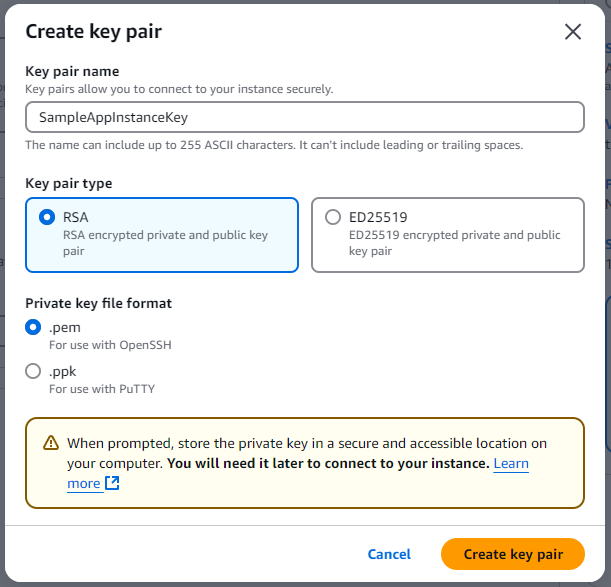 Create key pair
Key pair name
Key pairs allow you to connect to your instance securely.
SampleAppInstanceKey
The name can include up to 255 ASCII characters. It can't include leading or trailing spaces.
Key pair type
RSA
RSA encrypted private and public key
pair
ED25519
ED25519 encrypted private and public
key pair
Private key file format
.pem
For use with OpenSSH
.ppk
For use with PuTTY
When prompted, store the private key in a secure and accessible location on
your computer. You will need it later to connect to your instance. Learn
more
Cancel
Create key pair